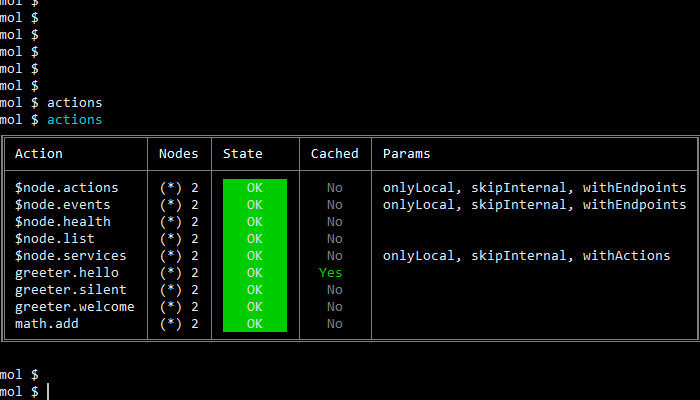 mol $
mol $
mol $
mol $
mol $
mol $
mol $ actions
mol $ actions
Action Nodes State Cached Params
$node.actions (*) 2 OK No onlyLocal, skipInternal, withEndpoints
$node.events (*) 2 OK No onlyLocal, skipInternal, withEndpoints
$node.health (*) 2 OK No
$node.list (*) 2 OK No
$node.services (*) 2 OK No onlyLocal, skipInternal, withActions
greeter.hello (*) 2 OK Yes
greeter.silent (*) 2 OK No
greeter.welcome (*) 2 OK No
math.add (*) 2 OK No
mol $
mol $